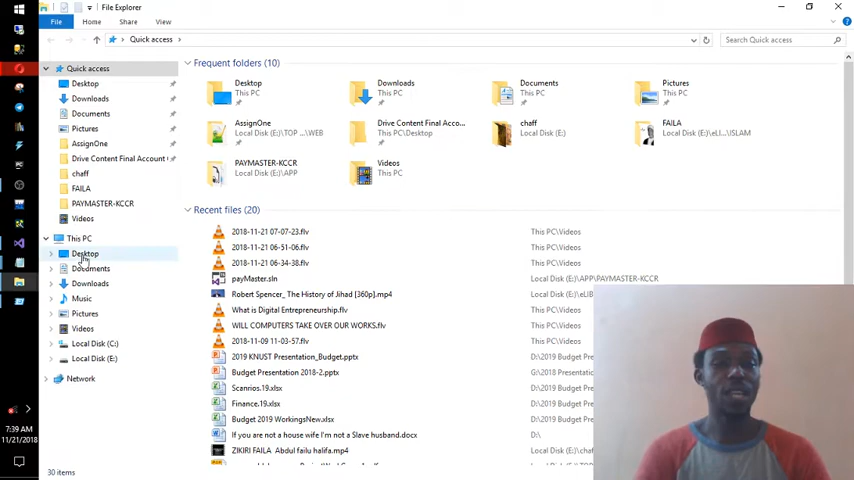 File Explorer
File
Home
Share
View
Quick access
Search Quick access
Quick access
Desktop
Downloads
Documents
Pictures
AssignOne
Drive Content Final Account
chaff
FAILA
PAYMASTER-KCCR
Videos
This PC
Desktop
Documents
Downloads
Music
Pictures
Videos
Local Disk (C:)
Local Disk (E:)
Network
7:39 AM
11/21/2018
30 items
Frequent folders (10)
Desktop
This PC
Downloads
This PC
Documents
This PC
Pictures
This PC
AssignOne
Local Disk (E:)\TOP ...\WEB
Drive Content Final Acco...
This PC\Desktop
chaff
Local Disk (E:)
FAILA
Local Disk (E:)\eLI...\ISLAM
PAYMASTER-KCCR
Local Disk (E:)\APP
Videos
This PC
Recent files (20)
2018-11-21 07-07-23.flv This PC\Videos
2018-11-21 06-51-06.flv This PC\Videos
2018-11-21 06-34-38.flv This PC\Videos
payMaster.sln Local Disk (E:)\APP\PAYMASTER-KCCR
Robert Spencer_ The History of Jihad [360p].mp4 Local Disk (E:)\eLIB
What is Digital Entrepreneurship.flv This PC\Videos
WILL COMPUTERS TAKE OVER OUR WORKS.flv This PC\Videos
2018-11-09 11-03-57.flv This PC\Videos
2019 KNUST Presentation_Budget.pptx D:\2019 Budget Pre
Budget Presentation 2018-2.pptx G:\2018 Presentatio
Scanrios.19.xlsx D:\2019 Budget Pre
Finance.19.xlsx D:\2019 Budget Pre
Budget 2019 WorkingsNew.xlsx D:\2019 Budget Pre
If you are not a house wife I'm not a Slave husband.docx D:\
ZIKIRI FAILA Abdul failu halifa.mp4 Local Disk (E:)\chaf